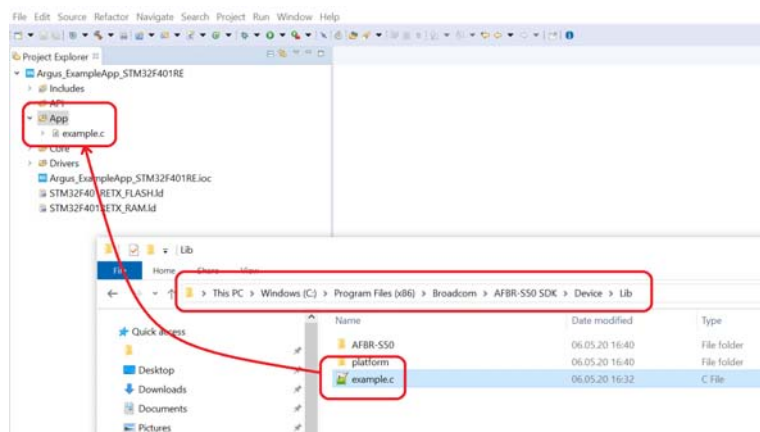 File Edit Source Refactor Navigate Search Project Run Window Help
Project Explorer
Argus_ExampleApp_STM32F401RE
Includes
API
App
example.c
Core
Drivers
Argus_ExampleApp_STM32F401RE.ioc
STM32F401RETX_FLASH.ld
STM32F401RETX_RAM.ld
Lib
File Home Share View
This PC > Windows (C:) > Program Files (x86) > Broadcom > AFBR-S50 SDK > Device > Lib
Name Date modified Type
Quick access
AFBR-S50 06.05.20 16:40 File folder
platform 06.05.20 16:40 File folder
Desktop
example.c 06.05.20 16:32 C File
Downloads
Documents
Pictures